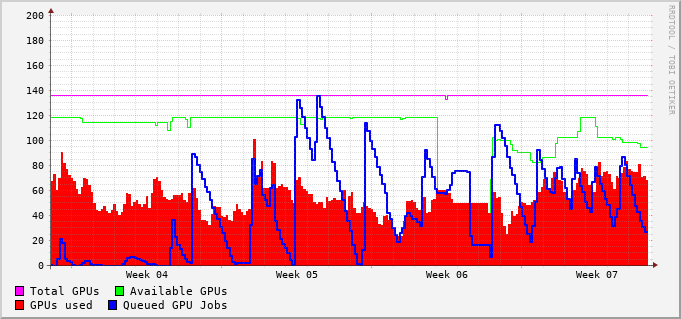 200
180
160
140
120
100
80
60
40
20
0
Week 04 Week 05 Week 06 Week 07
Total GPUs Available GPUs
GPUs used Queued GPU Jobs
RRDTOOL / TOBI OETIKER